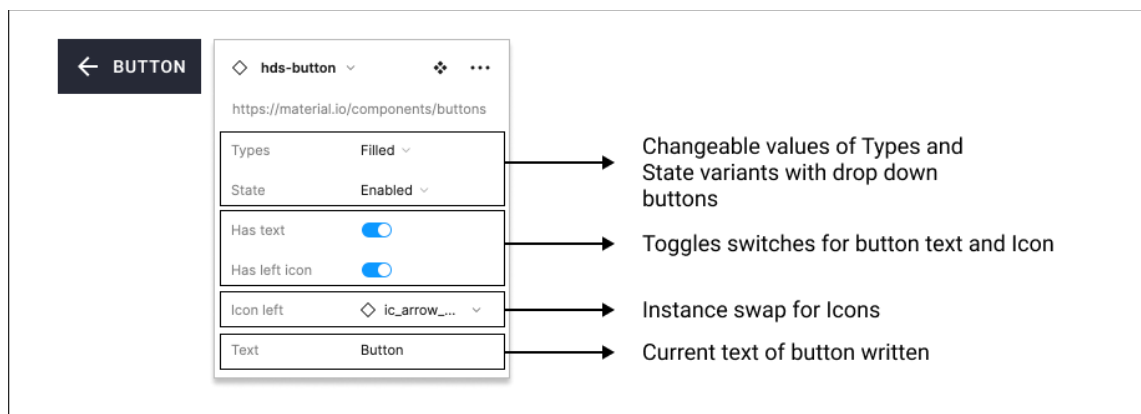 BUTTON
hds-button
https://material.io/components/buttons
Types Filled
State Enabled
Has text
Has left icon
Icon left ic_arrow_...
Text Button
Changeable values of Types and
State variants with drop down
buttons
Toggles switches for button text and Icon
Instance swap for Icons
Current text of button written